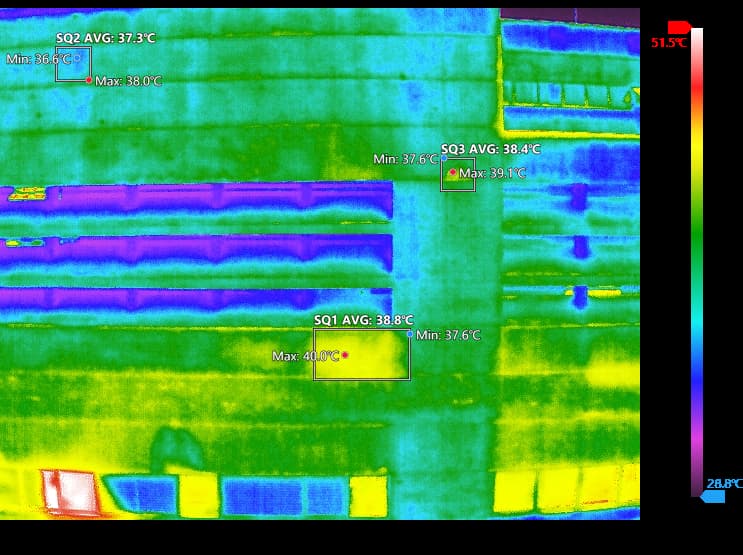 SQ2 AVG: 37.3°C
Min: 36.6°C
Max: 38.0°C
51.5°C
SQ3 AVG: 38.4°C
Min: 37.6°C
Max: 39.1°C
SQ1 AVG: 38.8°C
Min: 37.6°C
Max: 40.0°C
28.8°C